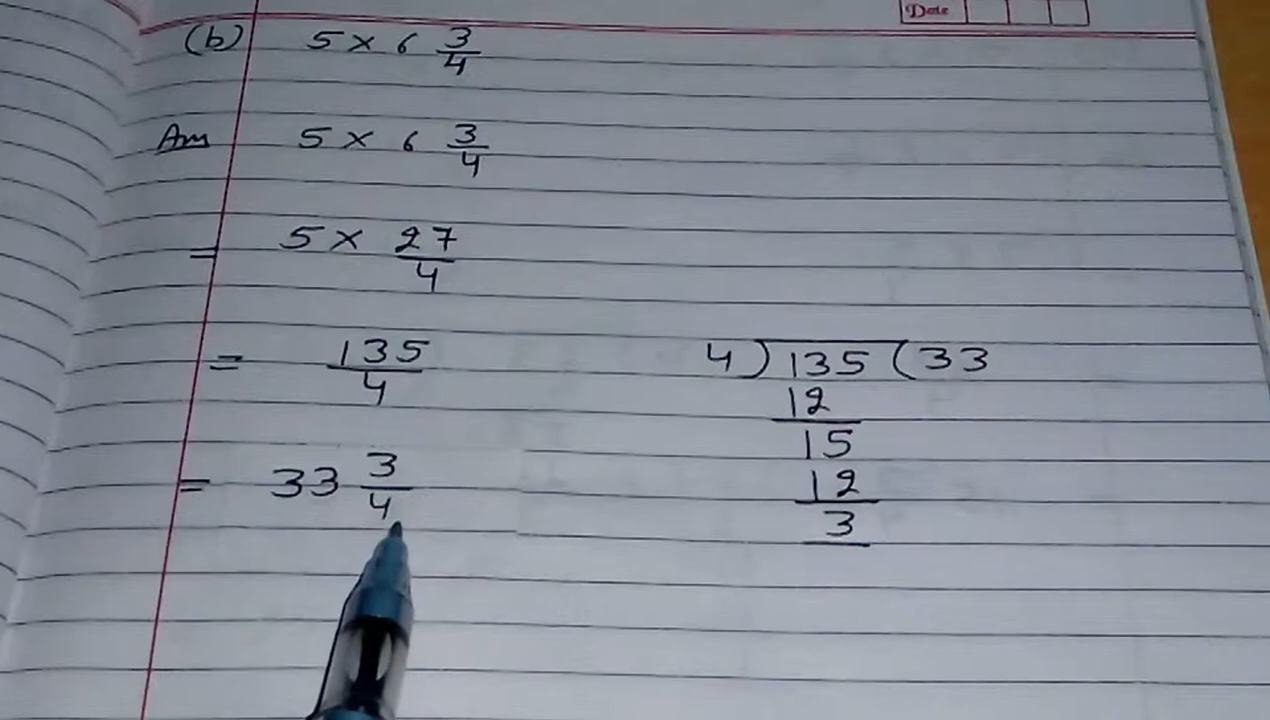 Date
(b) 5 × 6 3/4
Ans 5 × 6 3/4
= 5 × 27/4
= 135/4
= 33 3/4
4 ) 135 ( 33
12
15
12
3